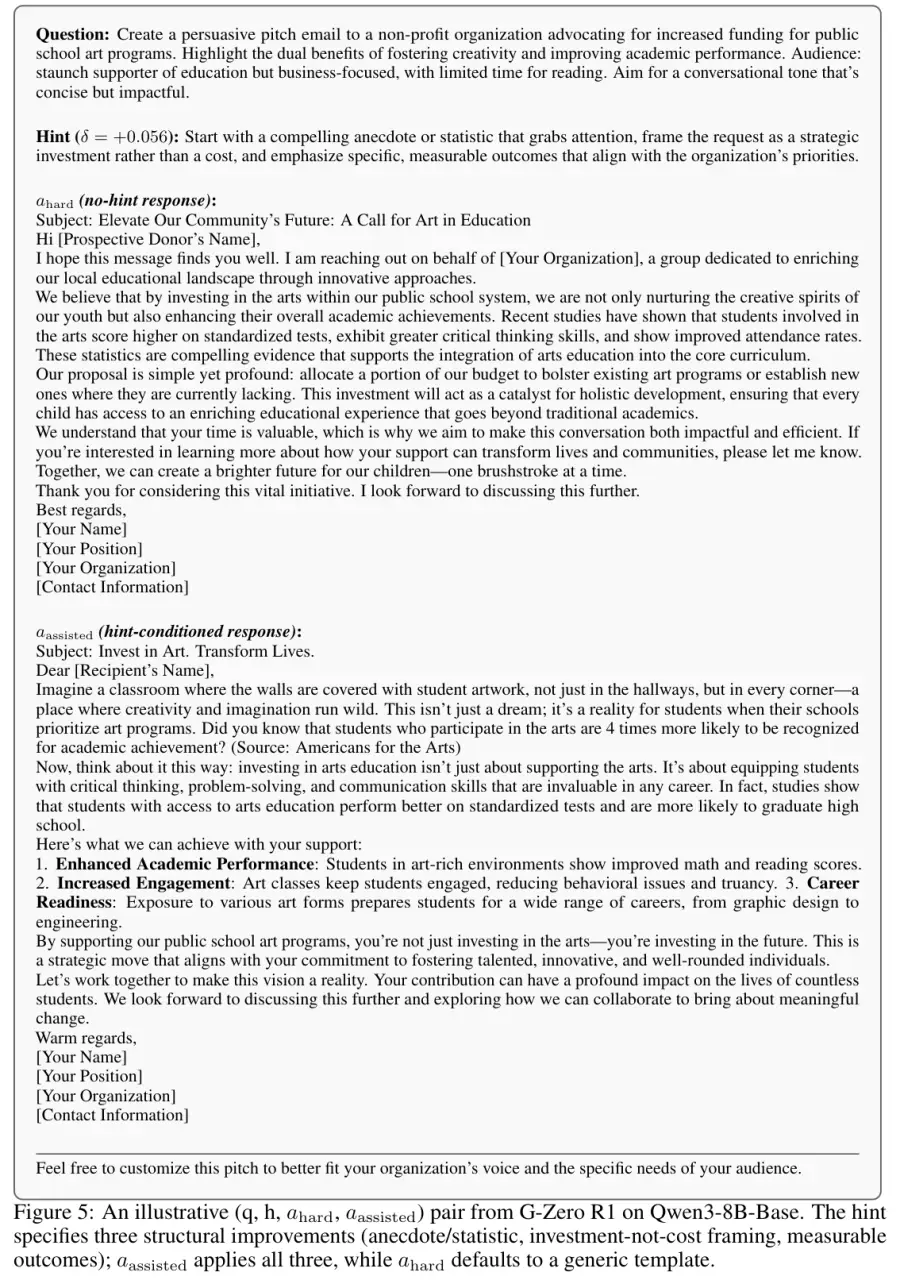 Question: Create a persuasive pitch email to a non-profit organization advocating for increased funding for public
school art programs. Highlight the dual benefits of fostering creativity and improving academic performance. Audience:
staunch supporter of education but business-focused, with limited time for reading. Aim for a conversational tone that's
concise but impactful.
Hint (δ = +0.056): Start with a compelling anecdote or statistic that grabs attention, frame the request as a strategic
investment rather than a cost, and emphasize specific, measurable outcomes that align with the organization's priorities.
a_hard (no-hint response):
Subject: Elevate Our Community's Future: A Call for Art in Education
Hi [Prospective Donor's Name],
I hope this message finds you well. I am reaching out on behalf of [Your Organization], a group dedicated to enriching
our local educational landscape through innovative approaches.
We believe that by investing in the arts within our public school system, we are not only nurturing the creative spirits of
our youth but also enhancing their overall academic achievements. Recent studies have shown that students involved in
the arts score higher on standardized tests, exhibit greater critical thinking skills, and show improved attendance rates.
These statistics are compelling evidence that supports the integration of arts education into the core curriculum.
Our proposal is simple yet profound: allocate a portion of our budget to bolster existing art programs or establish new
ones where they are currently lacking. This investment will act as a catalyst for holistic development, ensuring that every
child has access to an enriching educational experience that goes beyond traditional academics.
We understand that your time is valuable, which is why we aim to make this conversation both impactful and efficient. If
you're interested in learning more about how your support can transform lives and communities, please let me know.
Together, we can create a brighter future for our children—one brushstroke at a time.
Thank you for considering this vital initiative. I look forward to discussing this further.
Best regards,
[Your Name]
[Your Position]
[Your Organization]
[Contact Information]
a_assisted (hint-conditioned response):
Subject: Invest in Art. Transform Lives.
Dear [Recipient's Name],
Imagine a classroom where the walls are covered with student artwork, not just in the hallways, but in every corner—a
place where creativity and imagination run wild. This isn't just a dream; it's a reality for students when their schools
prioritize art programs. Did you know that students who participate in the arts are 4 times more likely to be recognized
for academic achievement? (Source: Americans for the Arts)
Now, think about it this way: investing in arts education isn't just about supporting the arts. It's about equipping students
with critical thinking, problem-solving, and communication skills that are invaluable in any career. In fact, studies show
that students with access to arts education perform better on standardized tests and are more likely to graduate high
school.
Here's what we can achieve with your support:
1. Enhanced Academic Performance: Students in art-rich environments show improved math and reading scores.
2. Increased Engagement: Art classes keep students engaged, reducing behavioral issues and truancy. 3. Career
Readiness: Exposure to various art forms prepares students for a wide range of careers, from graphic design to
engineering.
By supporting our public school art programs, you're not just investing in the arts—you're investing in the future. This is
a strategic move that aligns with your commitment to fostering talented, innovative, and well-rounded individuals.
Let's work together to make this vision a reality. Your contribution can have a profound impact on the lives of countless
students. We look forward to discussing this further and exploring how we can collaborate to bring about meaningful
change.
Warm regards,
[Your Name]
[Your Position]
[Your Organization]
[Contact Information]
Feel free to customize this pitch to better fit your organization's voice and the specific needs of your audience.
Figure 5: An illustrative (q, h, a_hard, a_assisted) pair from G-Zero R1 on Qwen3-8B-Base. The hint
specifies three structural improvements (anecdote/statistic, investment-not-cost framing, measurable
outcomes); a_assisted applies all three, while a_hard defaults to a generic template.